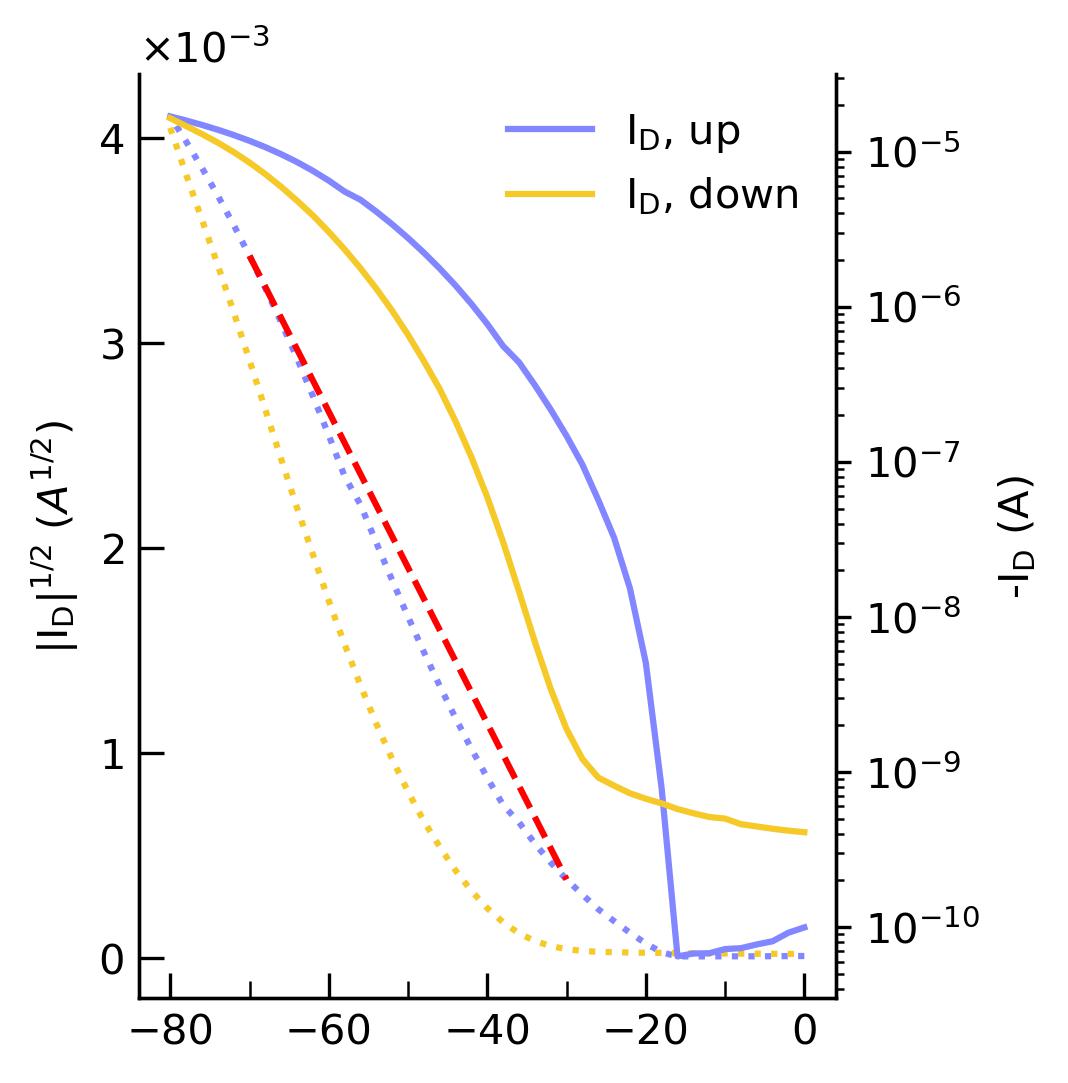 ×10⁻³
I_D, up
I_D, down
4
3
2
1
0
10⁻⁵
10⁻⁶
10⁻⁷
10⁻⁸
10⁻⁹
10⁻¹⁰
|I_D|^1/2 (A^1/2)
-I_D (A)
−80 −60 −40 −20 0